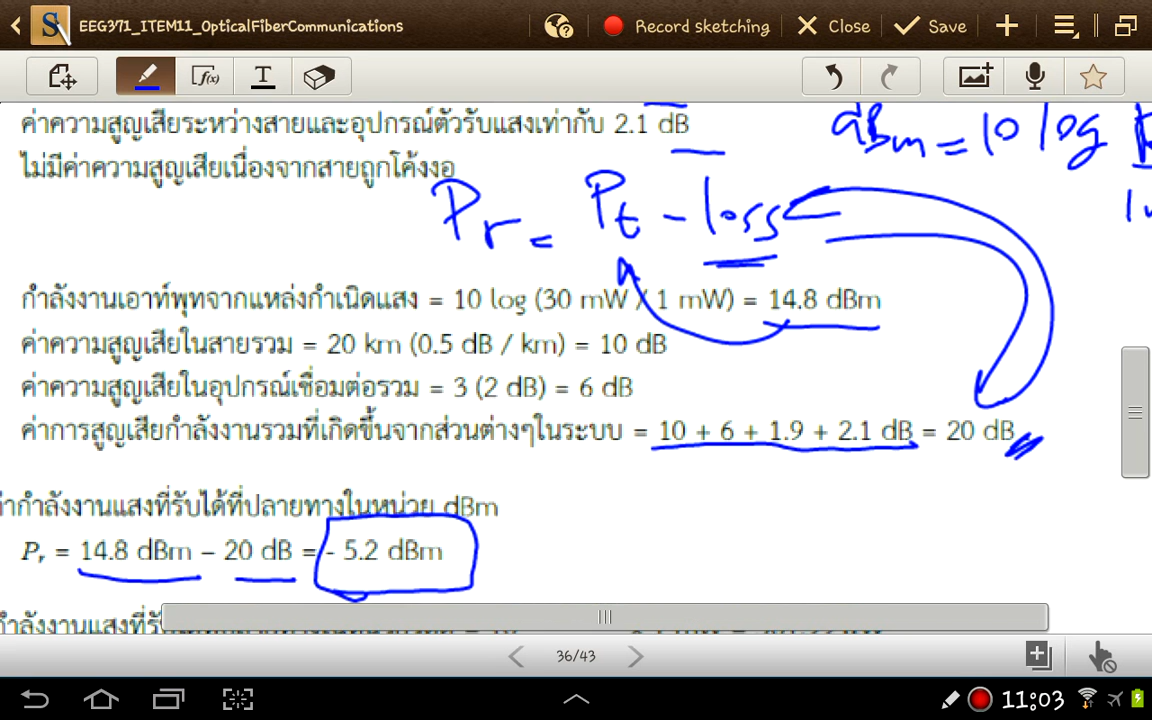 EEG371_ITEM11_OpticalFiberCommunications
Record sketching
Close
Save
ค่าความสูญเสียระหว่างสายและอุปกรณ์ตัวรับแสงเท่ากับ 2.1 dB
dBm = 10 log
ไม่มีค่าความสูญเสียเนื่องจากสายถูกโค้งงอ
Pr = Pt - loss
กำลังงานเอาท์พุทจากแหล่งกำเนิดแสง = 10 log (30 mW / 1 mW) = 14.8 dBm
ค่าความสูญเสียในสายรวม = 20 km (0.5 dB / km) = 10 dB
ค่าความสูญเสียในอุปกรณ์เชื่อมต่อรวม = 3 (2 dB) = 6 dB
ค่าการสูญเสียกำลังงานรวมที่เกิดขึ้นจากส่วนต่างๆในระบบ = 10 + 6 + 1.9 + 2.1 dB = 20 dB
กำลังงานแสงที่รับได้ที่ปลายทางในหน่วย dBm
Pr = 14.8 dBm – 20 dB = - 5.2 dBm
36/43
11:03